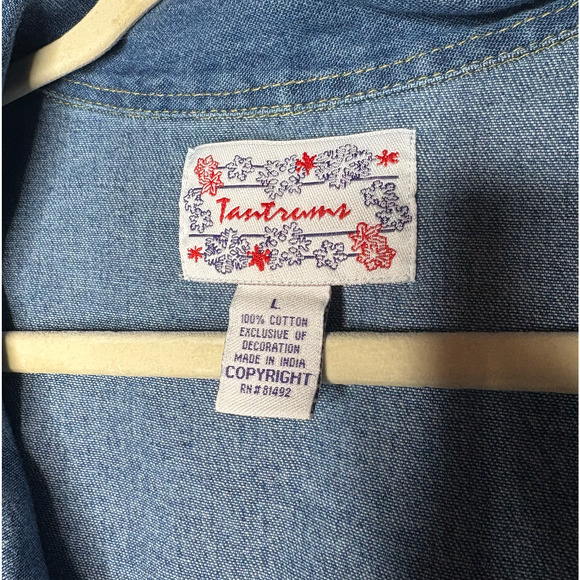 Tantrums
L
100% COTTON
EXCLUSIVE OF
DECORATION
MADE IN INDIA
COPYRIGHT
RN# 81492